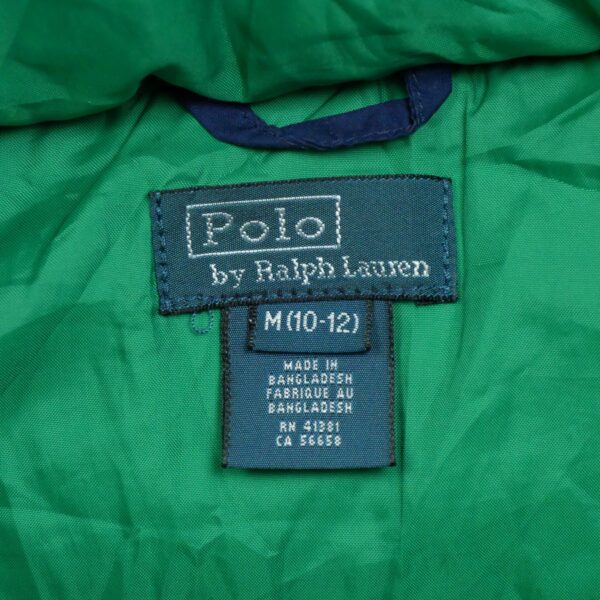 Polo
by Ralph Lauren
M (10-12)
MADE IN
BANGLADESH
FABRIQUE AU
BANGLADESH
RN 41381
CA 56658